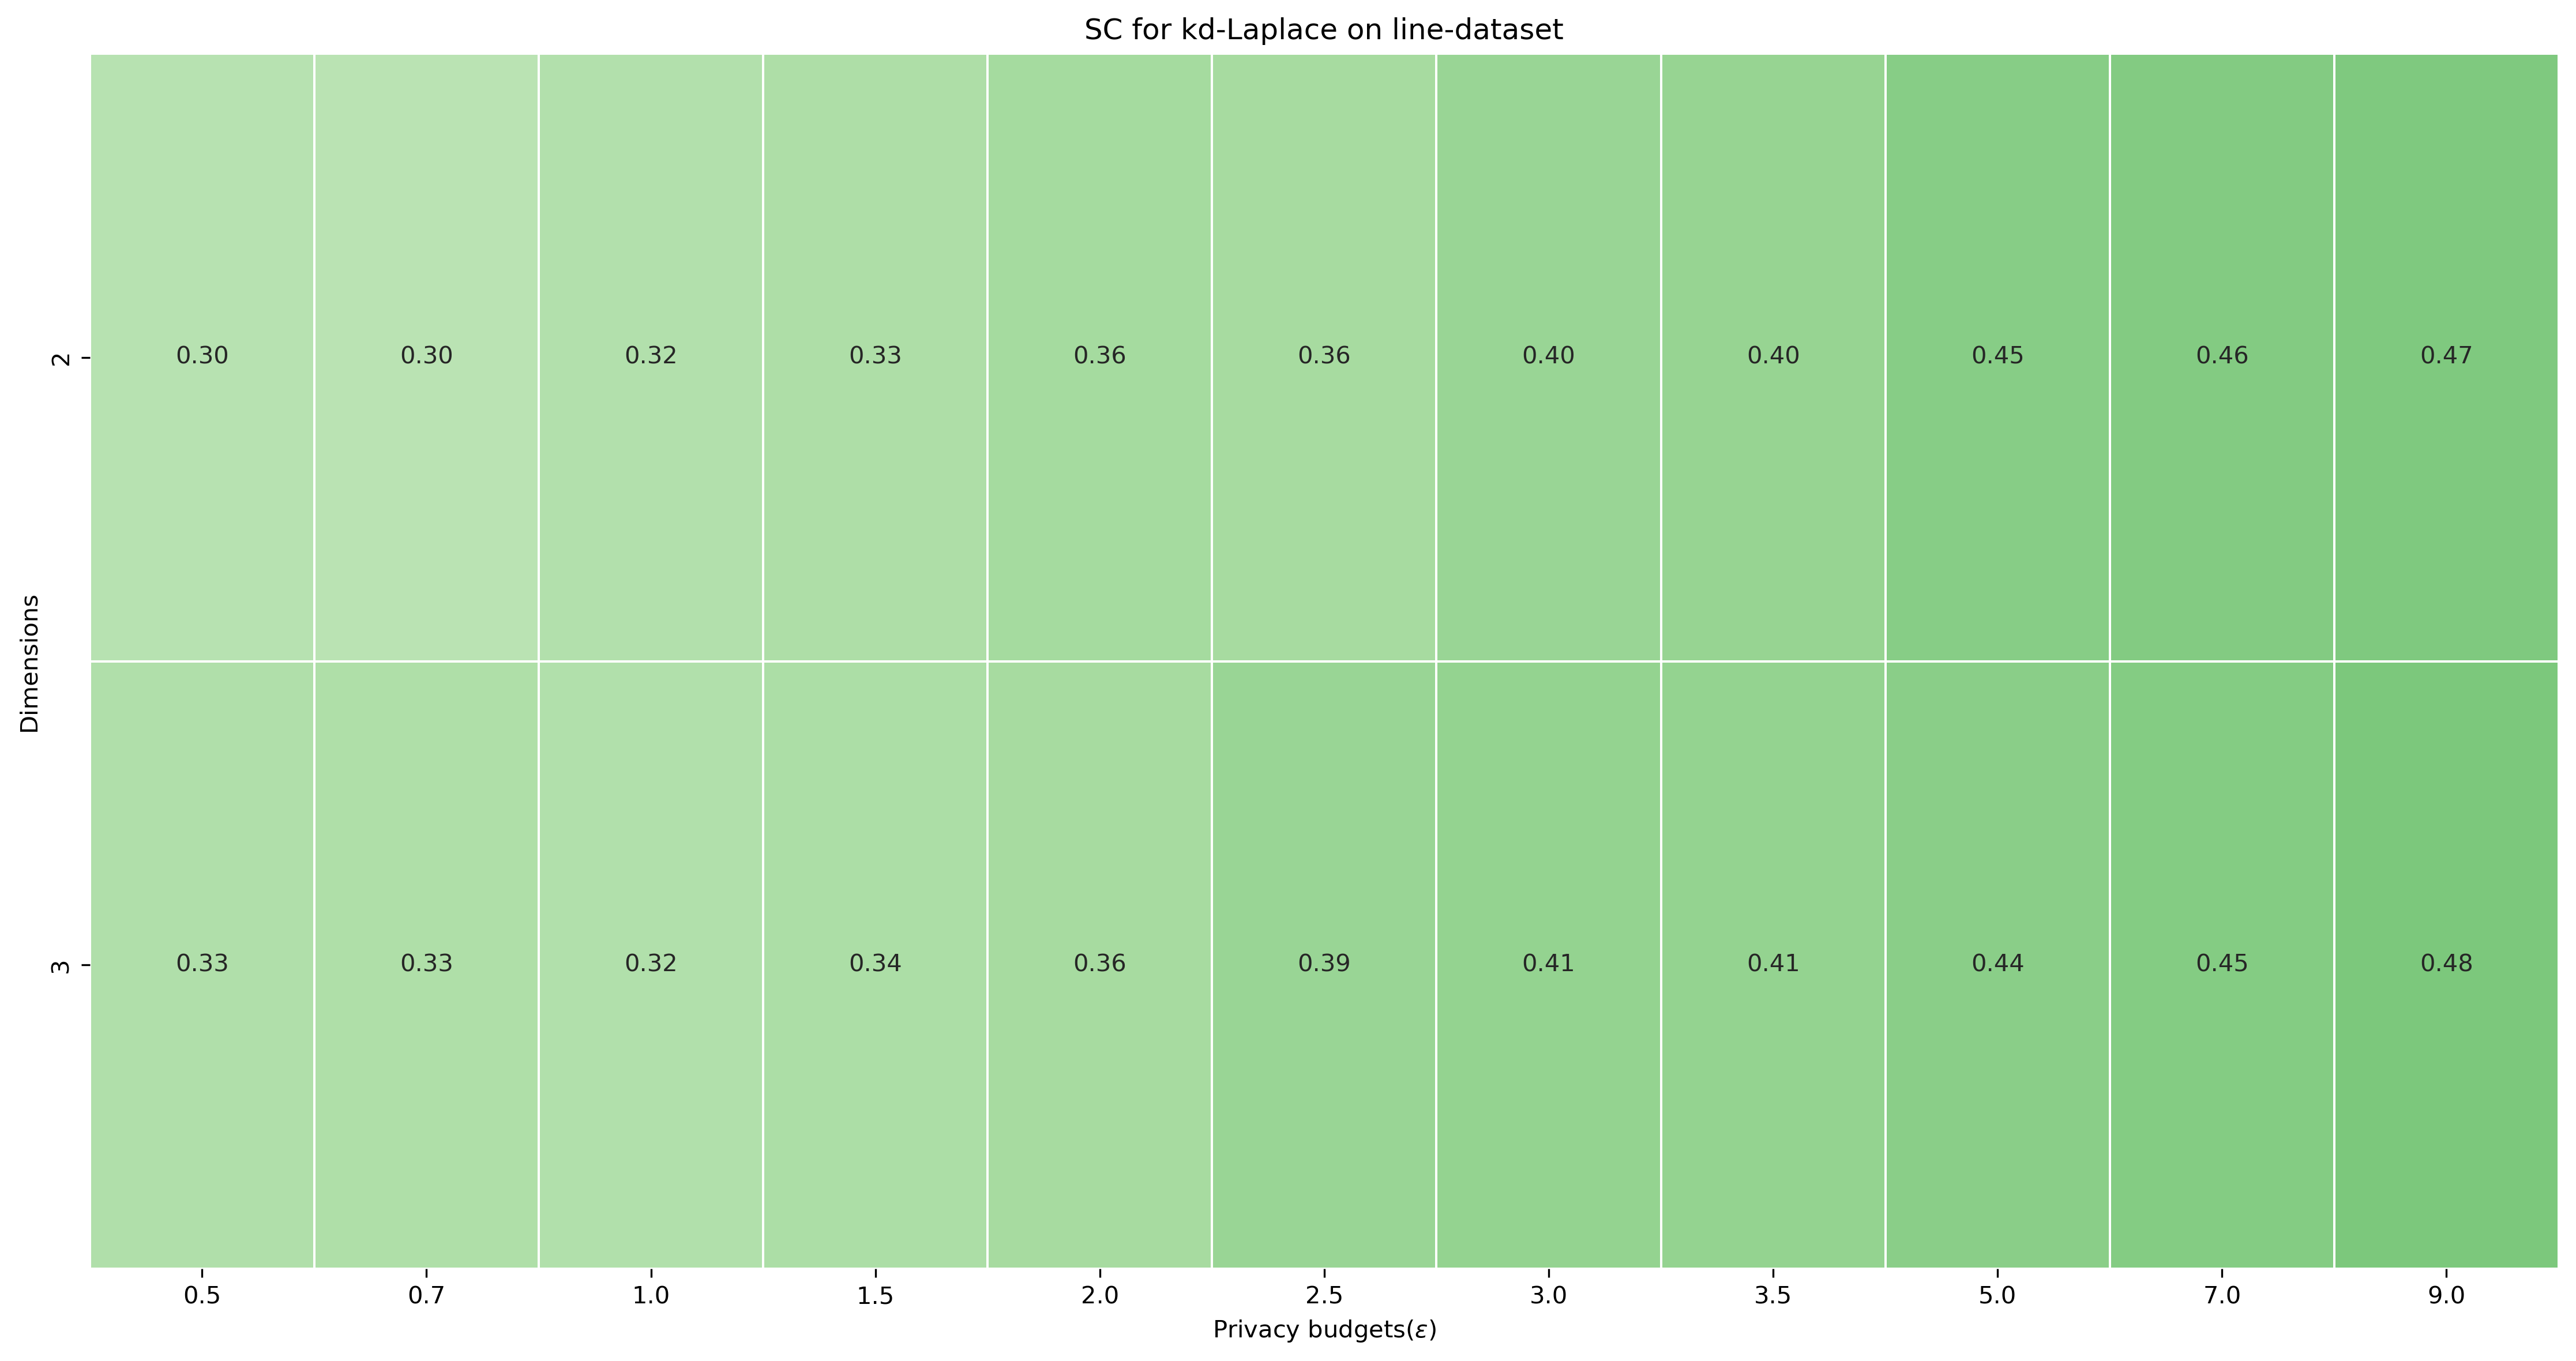 SC for kd-Laplace on line-dataset
Dimensions
2
0.30 0.30 0.32 0.33 0.36 0.36 0.40 0.40 0.45 0.46 0.47
3
0.33 0.33 0.32 0.34 0.36 0.39 0.41 0.41 0.44 0.45 0.48
0.5 0.7 1.0 1.5 2.0 2.5 3.0 3.5 5.0 7.0 9.0
Privacy budgets(ε)